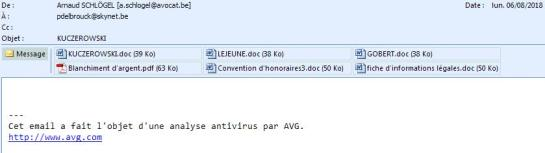 De : Arnaud SCHLÖGEL [a.schlogel@avocat.be] Date : lun. 06/08/2018
À : pdelbrouck@skynet.be
Cc :
Objet : KUCZEROWSKI
Message KUCZEROWSKI.doc (39 Ko) LEJEUNE.doc (38 Ko) GOBERT.doc (38 Ko)
Blanchiment d'argent.pdf (63 Ko) Convention d'honoraires3.doc (50 Ko) fiche d'informations légales.doc (50 Ko)
---
Cet email a fait l'objet d'une analyse antivirus par AVG.
http://www.avg.com